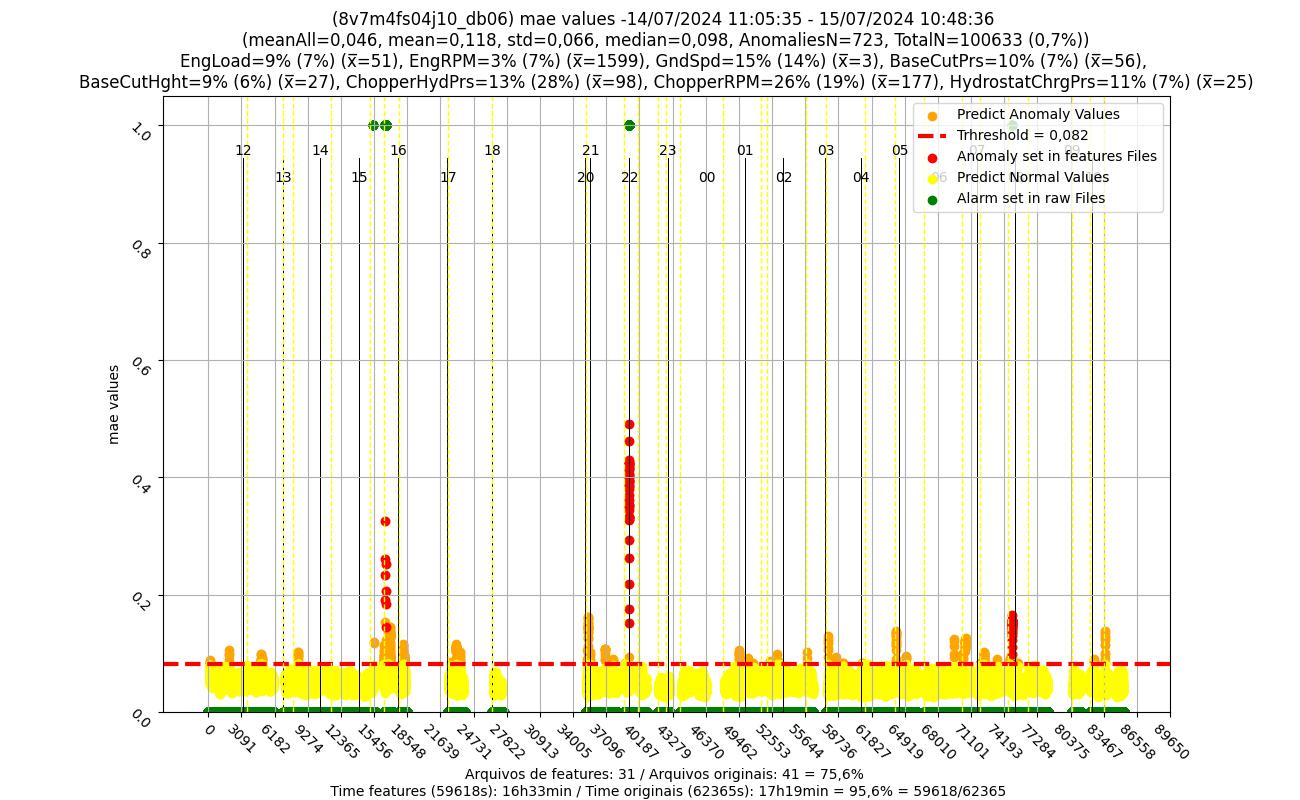 (8v7m4fs04j10_db06) mae values -14/07/2024 11:05:35 - 15/07/2024 10:48:36
(meanAll=0,046, mean=0,118, std=0,066, median=0,098, AnomaliesN=723, TotalN=100633 (0,7%))
EngLoad=9% (7%) (x̅=51), EngRPM=3% (7%) (x̅=1599), GndSpd=15% (14%) (x̅=3), BaseCutPrs=10% (7%) (x̅=56),
BaseCutHght=9% (6%) (x̅=27), ChopperHydPrs=13% (28%) (x̅=98), ChopperRPM=26% (19%) (x̅=177), HydrostatChrgPrs=11% (7%) (x̅=25)
Predict Anomaly Values
Trhreshold = 0,082
Anomaly set in features Files
Predict Normal Values
Alarm set in raw Files
12 14 16 18 21 23 01 03 05 07 09
13 15 17 20 22 00 02 04 06
mae values
1.0
0.8
0.6
0.4
0.2
0.0
0 3091 6182 9274 12365 15456 18548 21639 24731 27822 30913 34005 37096 40187 43279 46370 49462 52553 55644 58736 61827 64919 68010 71101 74193 77284 80375 83467 86558 89650
Arquivos de features: 31 / Arquivos originais: 41 = 75,6%
Time features (59618s): 16h33min / Time originais (62365s): 17h19min = 95,6% = 59618/62365